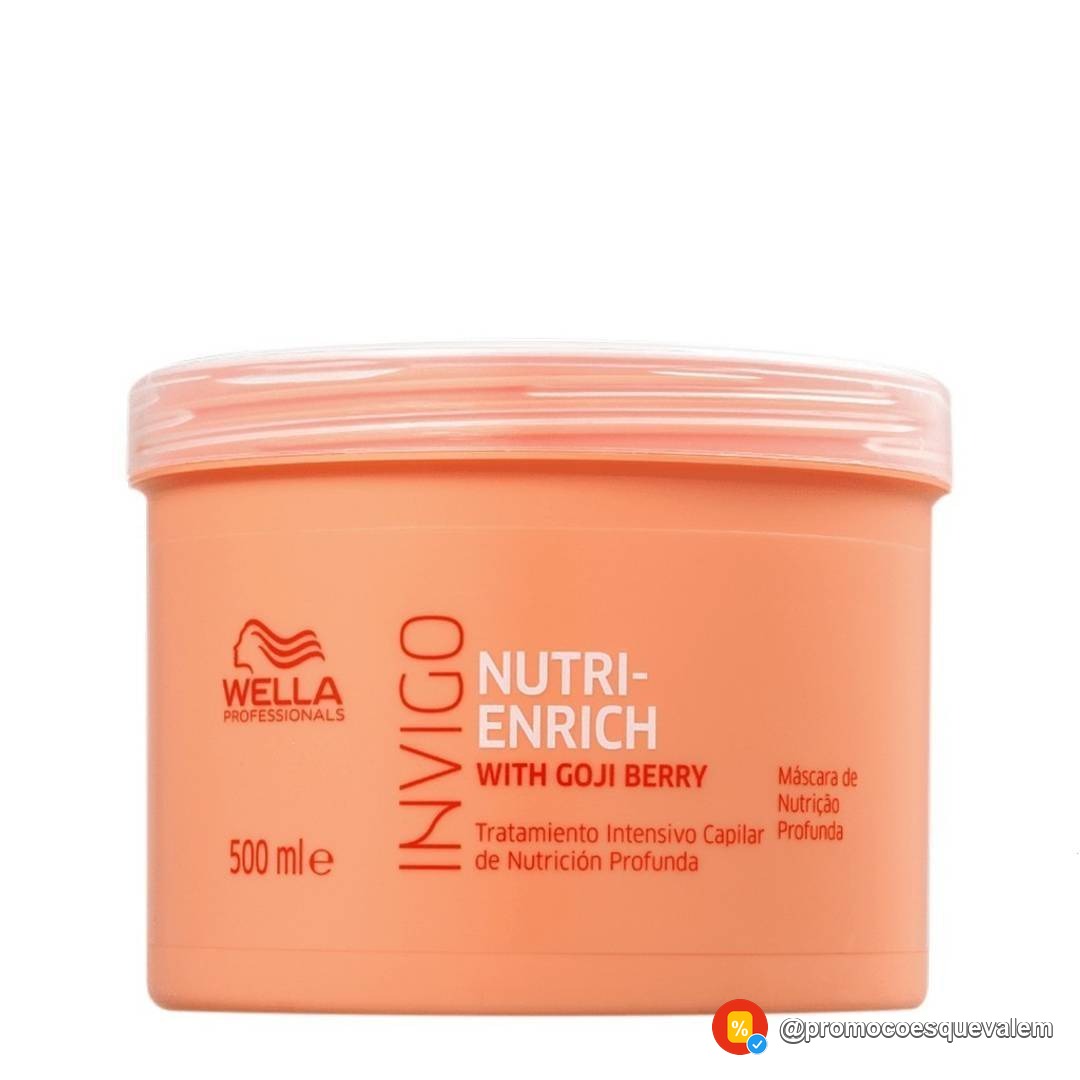 WELLA
PROFESSIONALS
500 ml e
INVIGO
NUTRI-
ENRICH
WITH GOJI BERRY
Tratamiento Intensivo Capilar
de Nutrición Profunda
Máscara de
Nutrição
Profunda
%
@promocoesquevalem